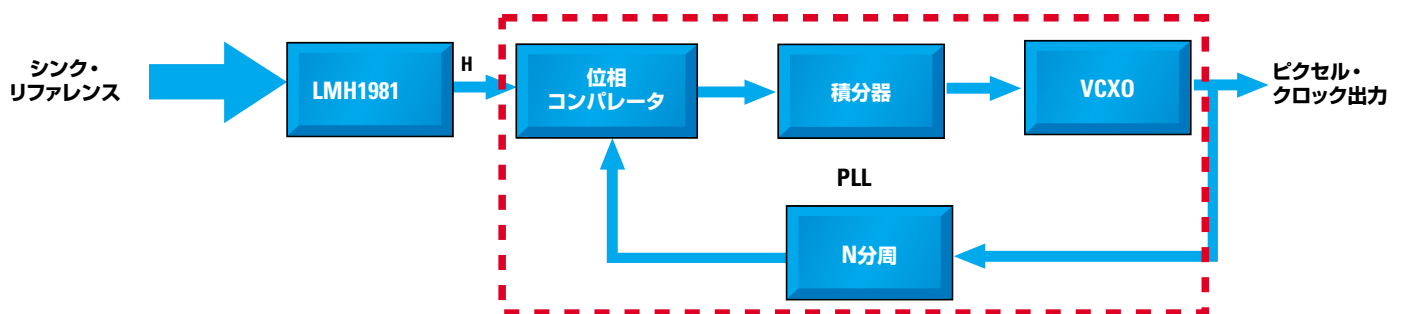 シンク・
リファレンス
LMH1981
H
位相
コンパレータ
積分器
VCXO
ピクセル・
クロック出力
PLL
N分周